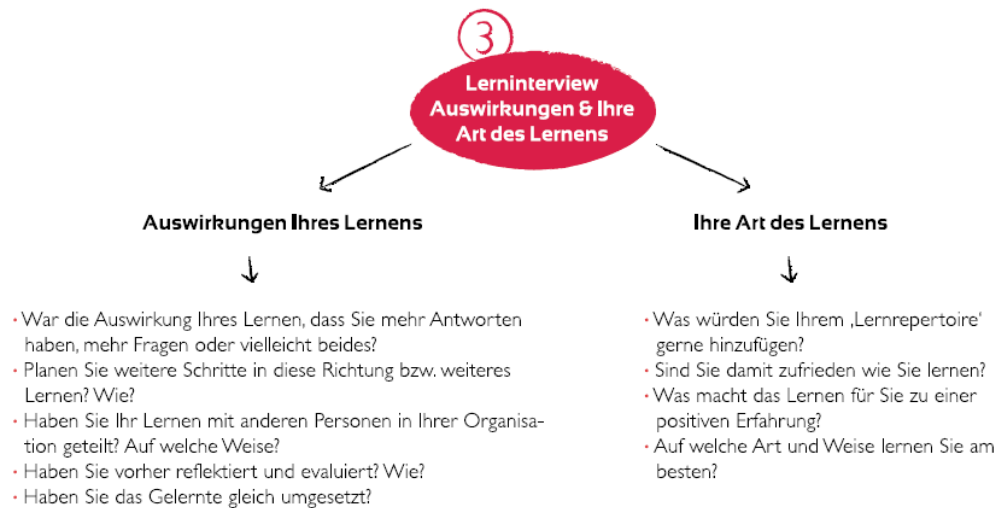 3
Lerninterview
Auswirkungen & Ihre
Art des Lernens
Auswirkungen Ihres Lernens
• War die Auswirkung Ihres Lernen, dass Sie mehr Antworten
haben, mehr Fragen oder vielleicht beides?
• Planen Sie weitere Schritte in diese Richtung bzw. weiteres
Lernen? Wie?
• Haben Sie Ihr Lernen mit anderen Personen in Ihrer Organisa-
tion geteilt? Auf welche Weise?
• Haben Sie vorher reflektiert und evaluiert? Wie?
• Haben Sie das Gelernte gleich umgesetzt?
Ihre Art des Lernens
• Was würden Sie Ihrem ‚Lernrepertoire‘
gerne hinzufügen?
• Sind Sie damit zufrieden wie Sie lernen?
• Was macht das Lernen für Sie zu einer
positiven Erfahrung?
• Auf welche Art und Weise lernen Sie am
besten?